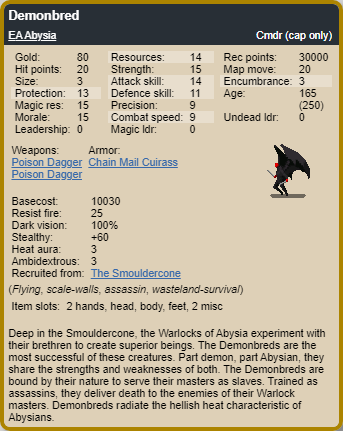 Demonbred
EA Abysia Cmdr (cap only)
Gold: 80 Resources: 14 Rec points: 30000
Hit points: 20 Strength: 15 Map move: 20
Size: 3 Attack skill: 14 Encumbrance: 3
Protection: 13 Defence skill: 11 Age: 165
Magic res: 15 Precision: 9 (250)
Morale: 15 Combat speed: 9 Undead ldr: 0
Leadership: 0 Magic ldr: 0
Weapons: Armor:
Poison Dagger Chain Mail Cuirass
Poison Dagger
Basecost: 10030
Resist fire: 25
Dark vision: 100%
Stealthy: +60
Heat aura: 3
Ambidextrous: 3
Recruited from: The Smouldercone
(Flying, scale-walls, assassin, wasteland-survival)
Item slots: 2 hands, head, body, feet, 2 misc
Deep in the Smouldercone, the Warlocks of Abysia experiment with
their brethren to create superior beings. The Demonbreds are the
most successful of these creatures. Part demon, part Abysian, they
share the strengths and weaknesses of both. The Demonbreds are
bound by their nature to serve their masters as slaves. Trained as
assassins, they deliver death to the enemies of their Warlock
masters. Demonbreds radiate the hellish heat characteristic of
Abysians.